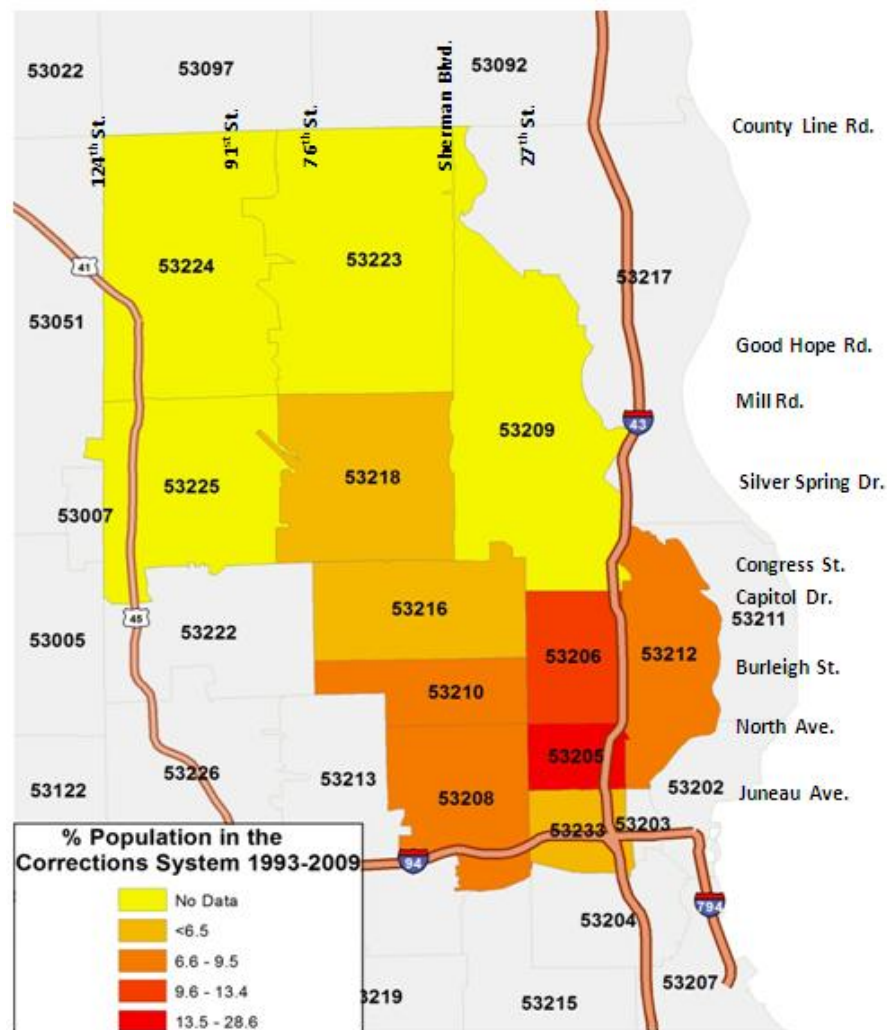 53022
53097
53092
124th St.
91st St.
76th St.
Sherman Blvd.
27th St.
County Line Rd.
41
53224
53223
53217
53051
Good Hope Rd.
Mill Rd.
43
53209
53218
53225
Silver Spring Dr.
53007
Congress St.
Capitol Dr.
45
53222
53216
53211
53005
53206
53212
Burleigh St.
53210
North Ave.
53205
53226
53213
53202
53122
53208
Juneau Ave.
53233
53203
% Population in the
Corrections System 1993-2009
94
No Data
<6.5
6.6 - 9.5
9.6 - 13.4
13.5 - 28.6
794
53204
53207
3219
53215